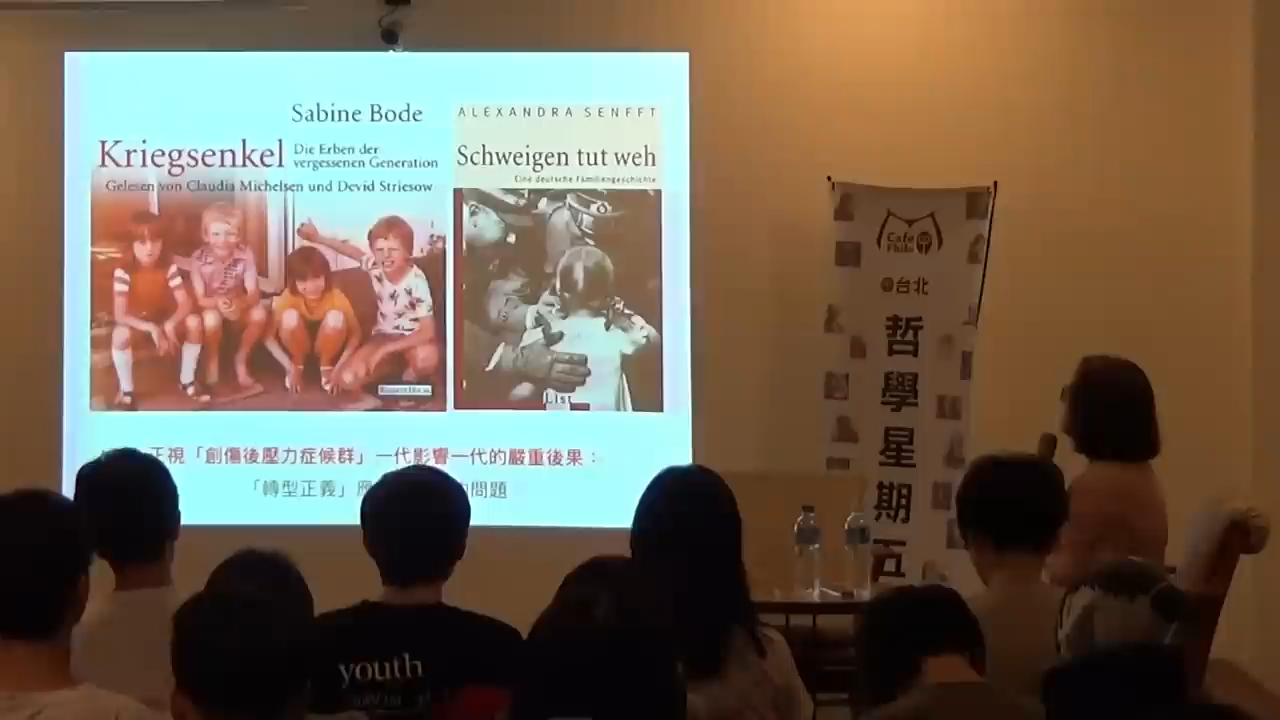 Sabine Bode
Kriegsenkel
Die Erben der
vergessenen Generation
Gelesen von Claudia Michelsen und Devid Striesow
ALEXANDRA SENFFT
Schweigen tut weh
Eine deutsche Familiengeschichte
List
正視「創傷後壓力症候群」一代影響一代的嚴重後果：
「轉型正義」應
問題
Café
Philo
@台北
哲學星期五
youth